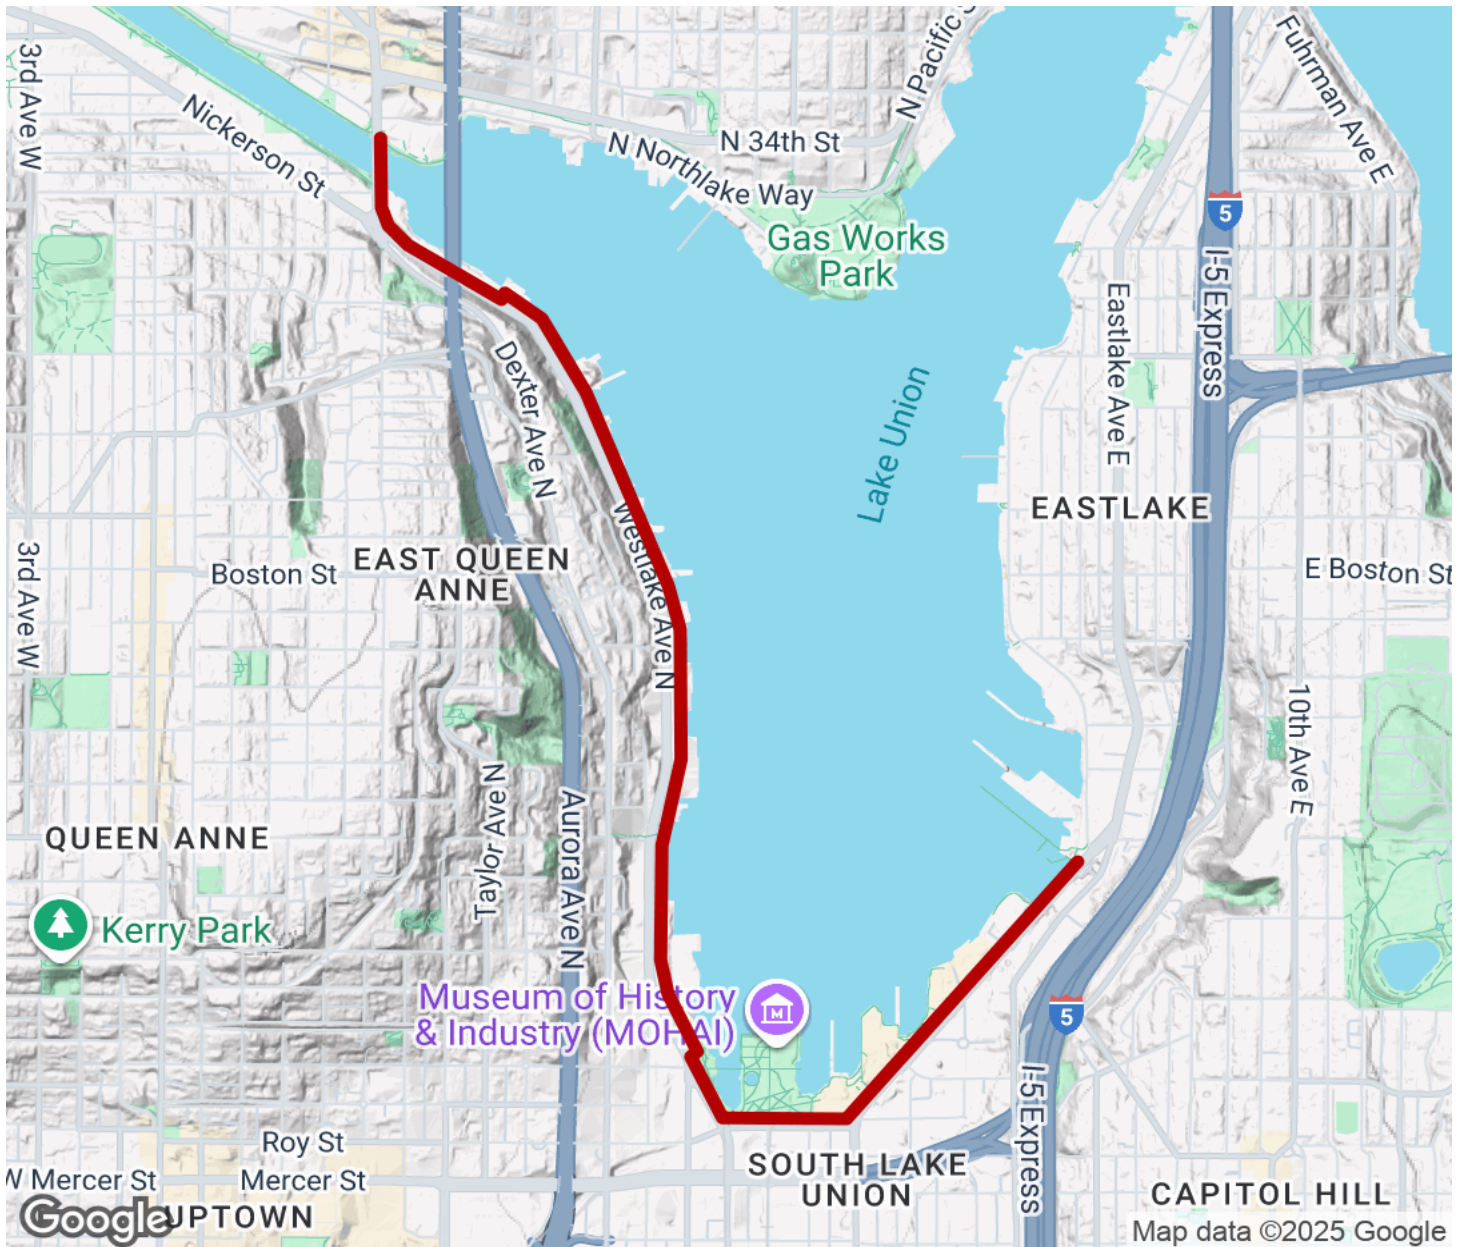 3rd Ave W
Nickerson St
N Pacific S
Fuhrman Ave E
N 34th St
N Northlake Way
5
Gas Works
Park
I-5 Express
Eastlake Ave E
Dexter Ave N
Lake Union
Westlake Ave N
EASTLAKE
3rd Ave W
Boston St
EAST QUEEN
ANNE
E Boston St
10th Ave E
Taylor Ave N
Aurora Ave N
QUEEN ANNE
Kerry Park
Museum of History
& Industry (MOHAI)
M
5
I-5 Express
Roy St
W Mercer St
Mercer St
SOUTH LAKE
UNION
CAPITOL HILL
Google
UPTOWN
Map data ©2025 Google